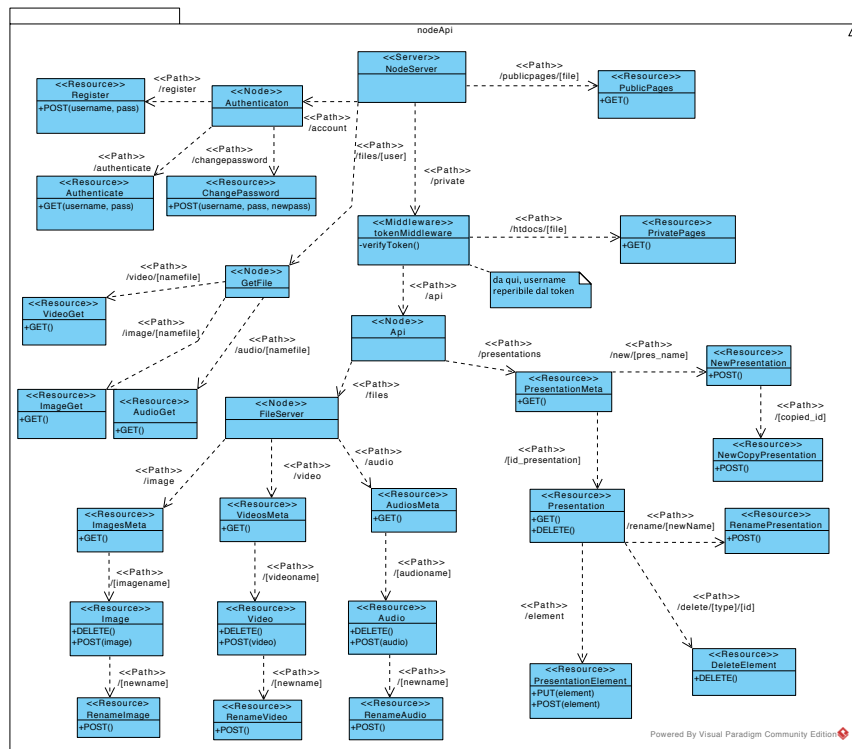 nodeApi
<<Server>>
NodeServer
<<Path>>
/publicpages/[file]
<<Resource>>
PublicPages
+GET()
<<Path>>
/account
<<Node>>
Authenticaton
<<Path>>
/register
<<Resource>>
Register
+POST(username, pass)
<<Path>>
/authenticate
<<Resource>>
Authenticate
+GET(username, pass)
<<Path>>
/changepassword
<<Resource>>
ChangePassword
+POST(username, pass, newpass)
<<Path>>
/files/[user]
<<Path>>
/private
<<Middleware>>
tokenMiddleware
-verifyToken()
<<Path>>
/htdocs/[file]
<<Resource>>
PrivatePages
+GET()
da qui, username
reperibile dal token
<<Node>>
GetFile
<<Path>>
/video/[namefile]
<<Resource>>
VideoGet
+GET()
<<Path>>
/image/[namefile]
<<Resource>>
ImageGet
+GET()
<<Path>>
/audio/[namefile]
<<Resource>>
AudioGet
+GET()
<<Path>>
/api
<<Node>>
Api
<<Path>>
/presentations
<<Resource>>
PresentationMeta
+GET()
<<Path>>
/new/[pres_name]
<<Resource>>
NewPresentation
+POST()
<<Path>>
/[copied_id]
<<Resource>>
NewCopyPresentation
+POST()
<<Path>>
/files
<<Node>>
FileServer
<<Path>>
/image
<<Path>>
/video
<<Path>>
/audio
<<Resource>>
ImagesMeta
+GET()
<<Resource>>
VideosMeta
+GET()
<<Resource>>
AudiosMeta
+GET()
<<Path>>
/[imagename]
<<Path>>
/[videoname]
<<Path>>
/[audioname]
<<Resource>>
Image
+DELETE()
+POST(image)
<<Resource>>
Video
+DELETE()
+POST(video)
<<Resource>>
Audio
+DELETE()
+POST(audio)
<<Path>>
/[newname]
<<Path>>
/[newname]
<<Path>>
/[newname]
<<Resource>
RenameImage
+POST()
<<Resource>>
RenameVideo
+POST()
<<Resource>>
RenameAudio
+POST()
<<Path>>
/[id_presentation]
<<Resource>>
Presentation
+GET()
+DELETE()
<<Path>>
/rename/[newName]
<<Resource>>
RenamePresentation
+POST()
<<Path>>
/delete/[type]/[id]
<<Resource>>
DeleteElement
+DELETE()
<<Path>>
/element
<<Resource>>
PresentationElement
+PUT(element)
+POST(element)
Powered By Visual Paradigm Community Edition